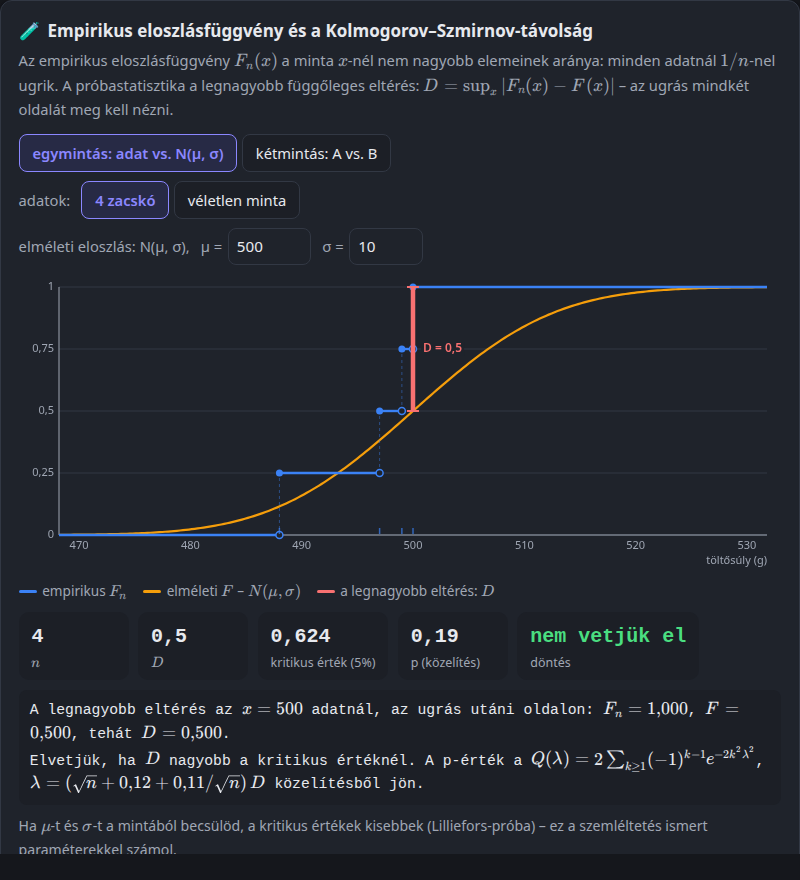 🧪 Empirikus eloszlásfüggvény és a Kolmogorov–Szmirnov-távolság
Az empirikus eloszlásfüggvény Fₙ(x) a minta x-nél nem nagyobb elemeinek aránya: minden adatnál 1/n-nel
ugrik. A próbastatisztika a legnagyobb függőleges eltérés: D = supₓ |Fₙ(x) − F(x)| – az ugrás mindkét
oldalát meg kell nézni.
egymintás: adat vs. N(μ, σ) kétmintás: A vs. B
adatok: 4 zacskó véletlen minta
elméleti eloszlás: N(μ, σ), μ = 500 σ = 10
1
0,75
D = 0,5
0,5
0,25
0
470 480 490 500 510 520 530
töltősúly (g)
empirikus Fₙ elméleti F – N(μ, σ) a legnagyobb eltérés: D
4 0,5 0,624 0,19 nem vetjük el
n D kritikus érték (5%) p (közelítés) döntés
A legnagyobb eltérés az x = 500 adatnál, az ugrás utáni oldalon: Fₙ = 1,000, F =
0,500, tehát D = 0,500.
Elvetjük, ha D nagyobb a kritikus értéknél. A p-érték a Q(λ) = 2 ∑_{k≥1}(−1)^{k−1}e^{−2k²λ²},
λ = (√n + 0,12 + 0,11/√n) D közelítésből jön.
Ha μ-t és σ-t a mintából becsülöd, a kritikus értékek kisebbek (Lilliefors-próba) – ez a szemléltetés ismert
paraméterekkel számol.